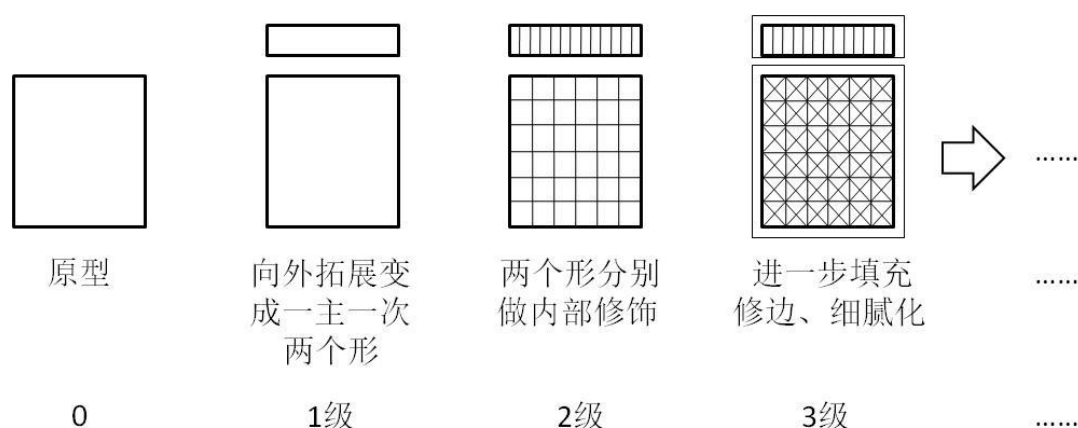 ……
原型
向外拓展变
成一主一次
两个形
两个形分别
做内部修饰
进一步填充
修边、细腻化
……
0
1级
2级
3级
……